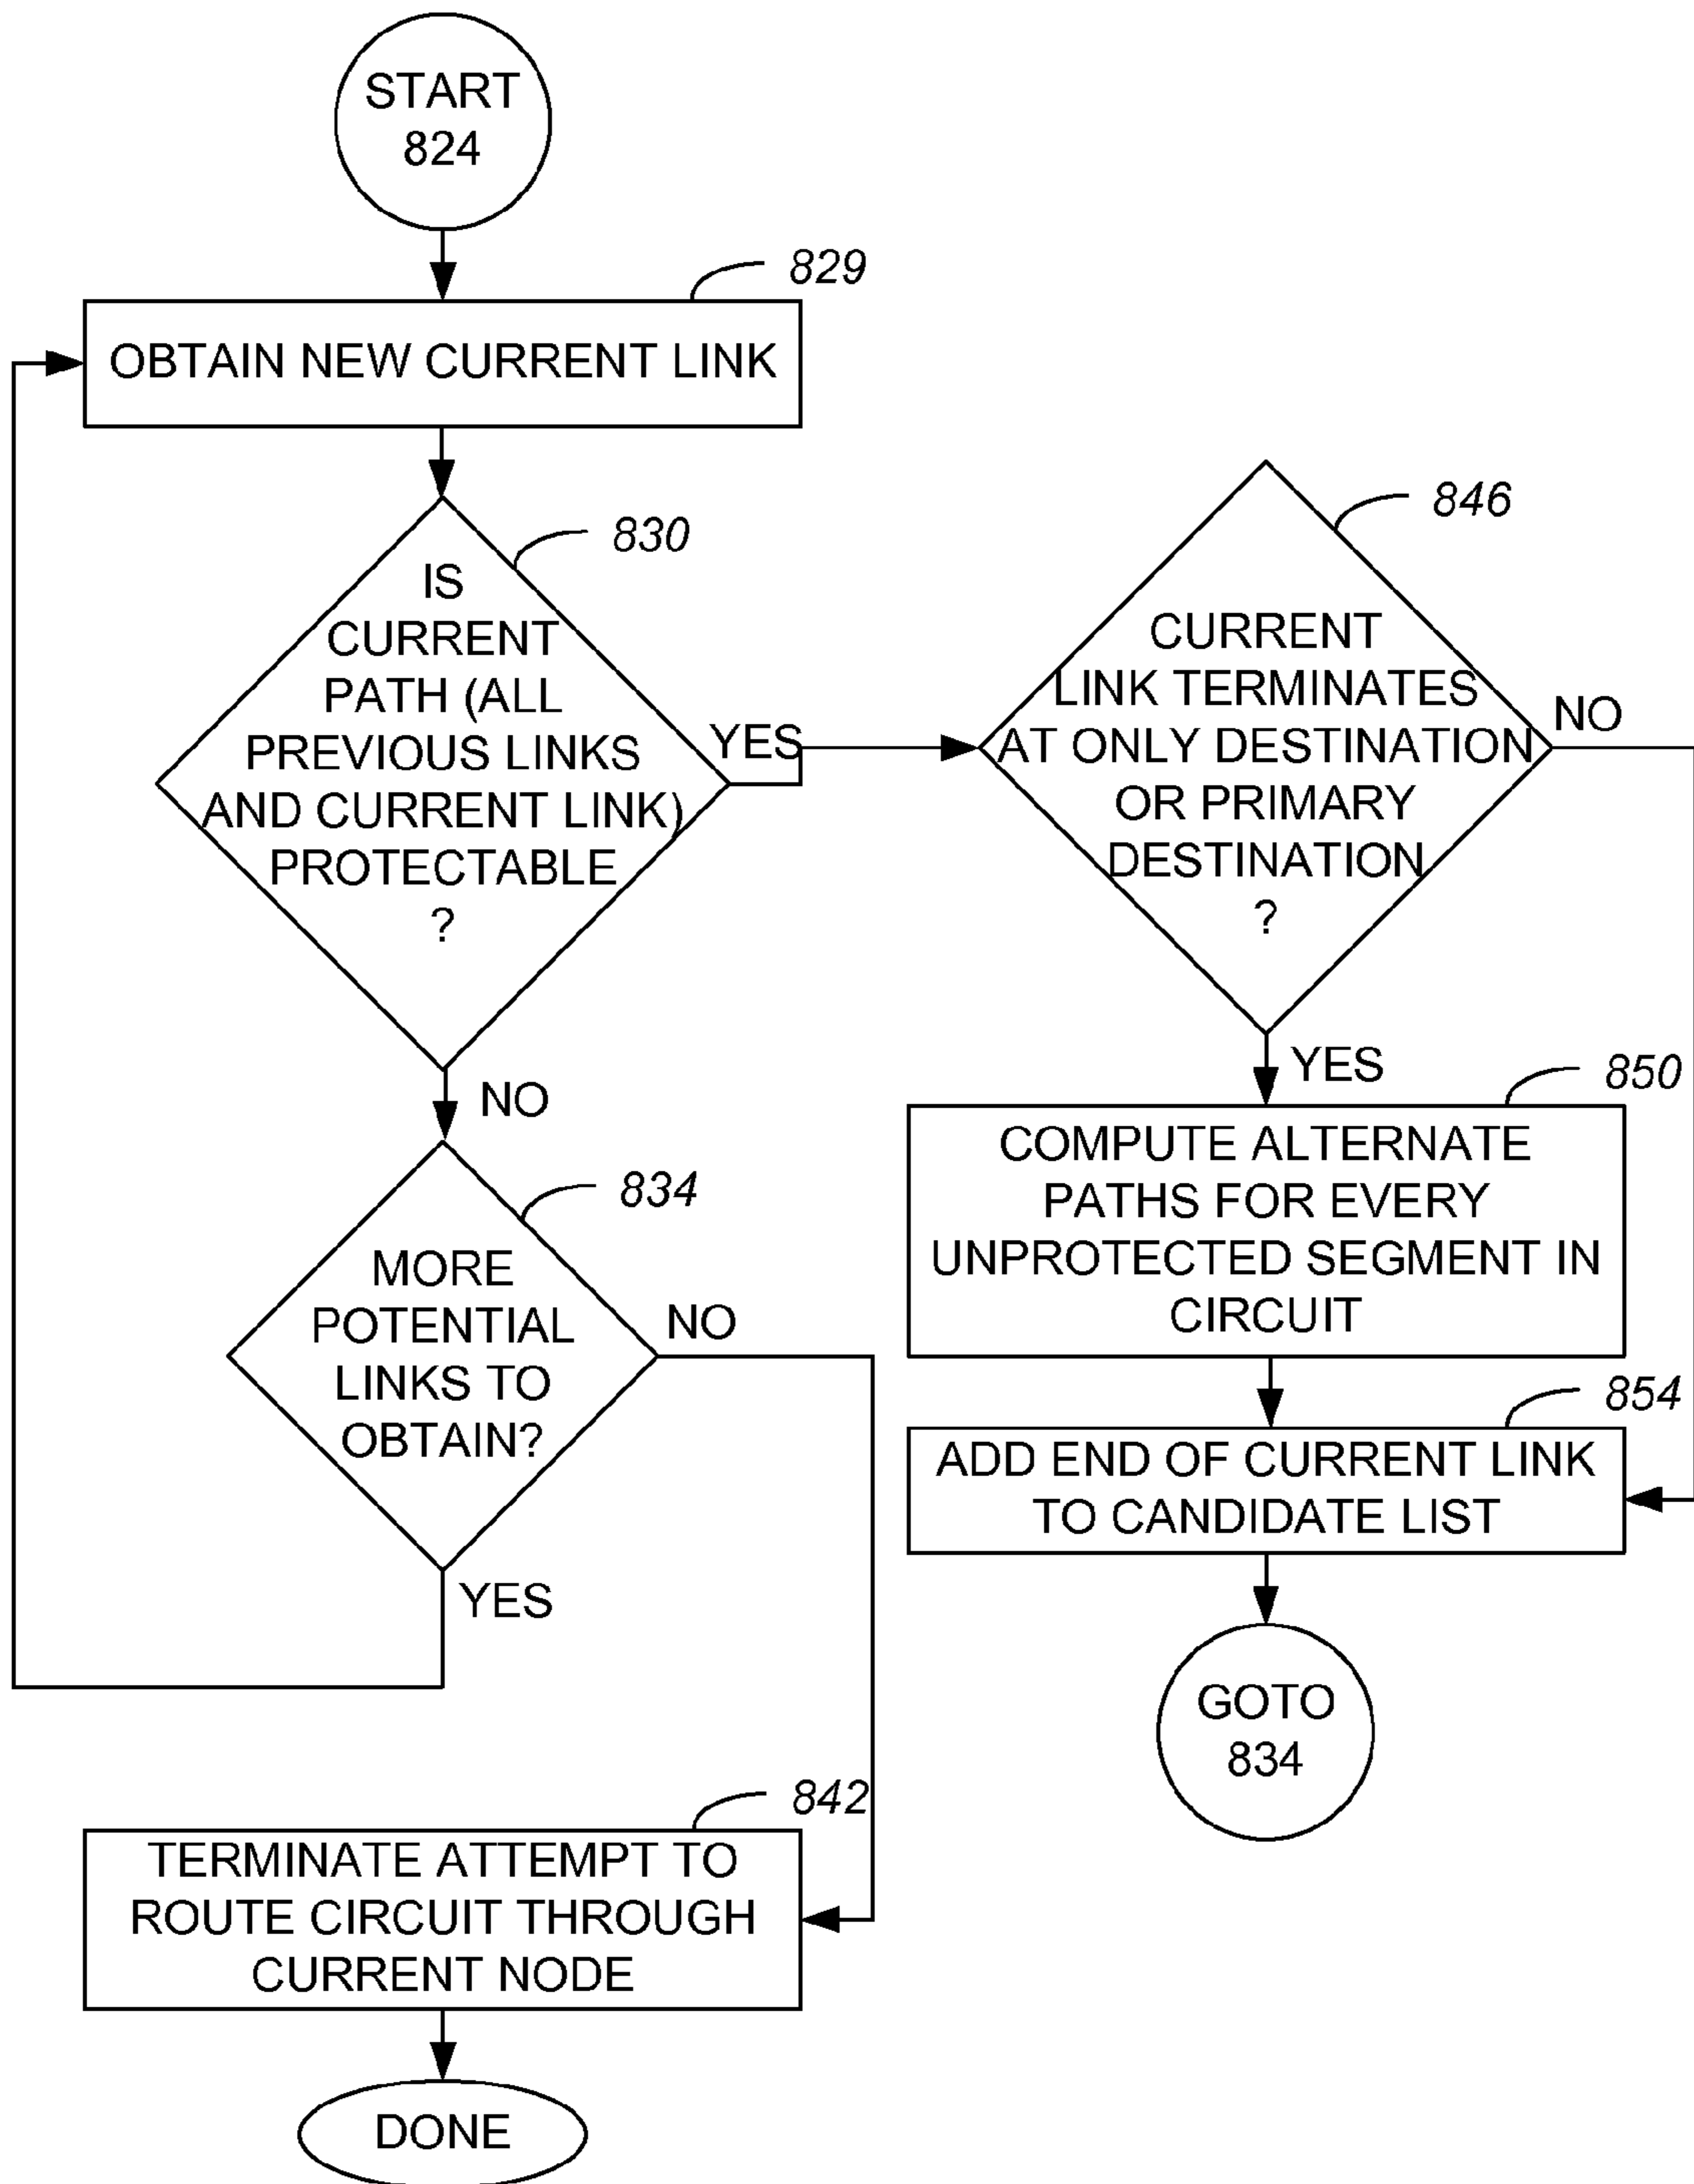 START
824
829
OBTAIN NEW CURRENT LINK
830
IS
CURRENT
PATH (ALL
PREVIOUS LINKS
AND CURRENT LINK)
PROTECTABLE
?
YES
846
CURRENT
LINK TERMINATES
AT ONLY DESTINATION
OR PRIMARY
DESTINATION
?
NO
YES
NO
834
MORE
POTENTIAL
LINKS TO
OBTAIN?
NO
YES
850
COMPUTE ALTERNATE
PATHS FOR EVERY
UNPROTECTED SEGMENT IN
CIRCUIT
854
ADD END OF CURRENT LINK
TO CANDIDATE LIST
GOTO
834
842
TERMINATE ATTEMPT TO
ROUTE CIRCUIT THROUGH
CURRENT NODE
DONE